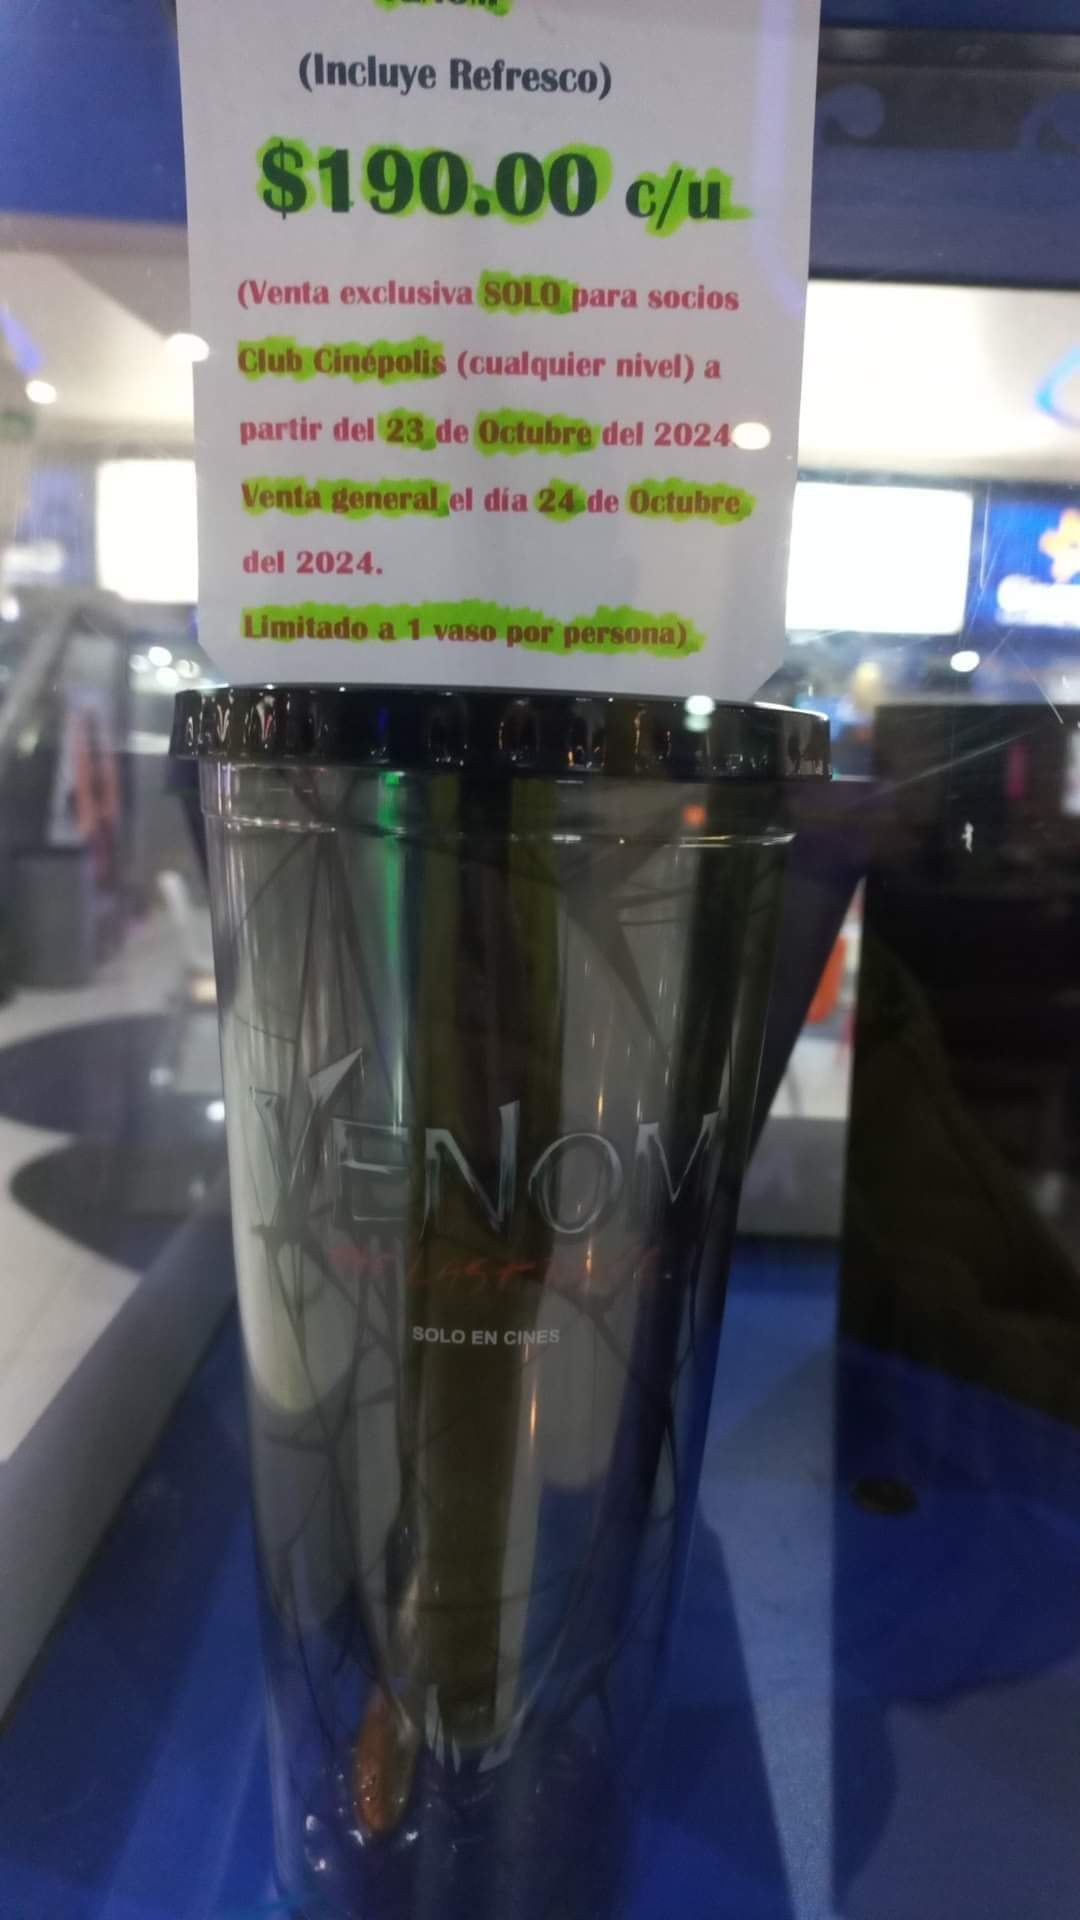 (Incluye Refresco)
$190.00 c/u
(Venta exclusiva SOLO para socios
Club Cinépolis (cualquier nivel) a
partir del 23 de Octubre del 2024
Venta general el día 24 de Octubre
del 2024.
Limitado a 1 vaso por persona)
VENOM
SOLO EN CINES